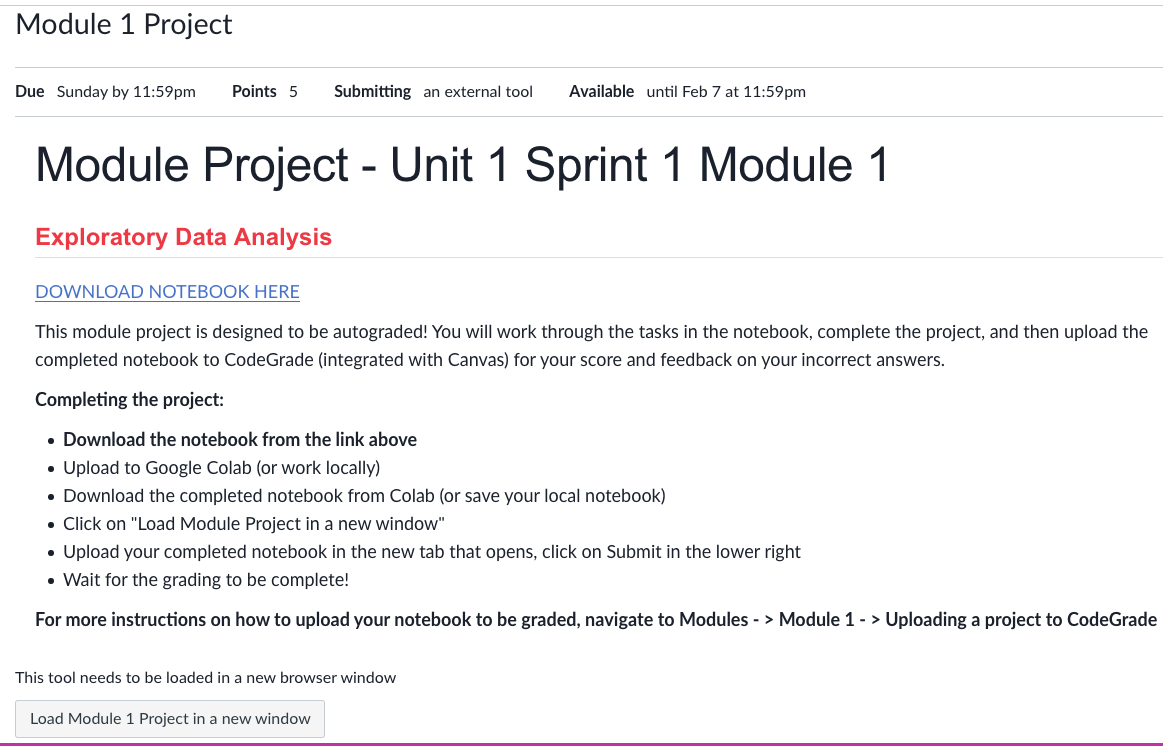 Module 1 Project
Due Sunday by 11:59pm Points 5 Submitting an external tool Available until Feb 7 at 11:59pm
Module Project - Unit 1 Sprint 1 Module 1
Exploratory Data Analysis
DOWNLOAD NOTEBOOK HERE
This module project is designed to be autograded! You will work through the tasks in the notebook, complete the project, and then upload the
completed notebook to CodeGrade (integrated with Canvas) for your score and feedback on your incorrect answers.
Completing the project:
• Download the notebook from the link above
• Upload to Google Colab (or work locally)
• Download the completed notebook from Colab (or save your local notebook)
• Click on "Load Module Project in a new window"
• Upload your completed notebook in the new tab that opens, click on Submit in the lower right
• Wait for the grading to be complete!
For more instructions on how to upload your notebook to be graded, navigate to Modules - > Module 1 - > Uploading a project to CodeGrade
This tool needs to be loaded in a new browser window
Load Module 1 Project in a new window